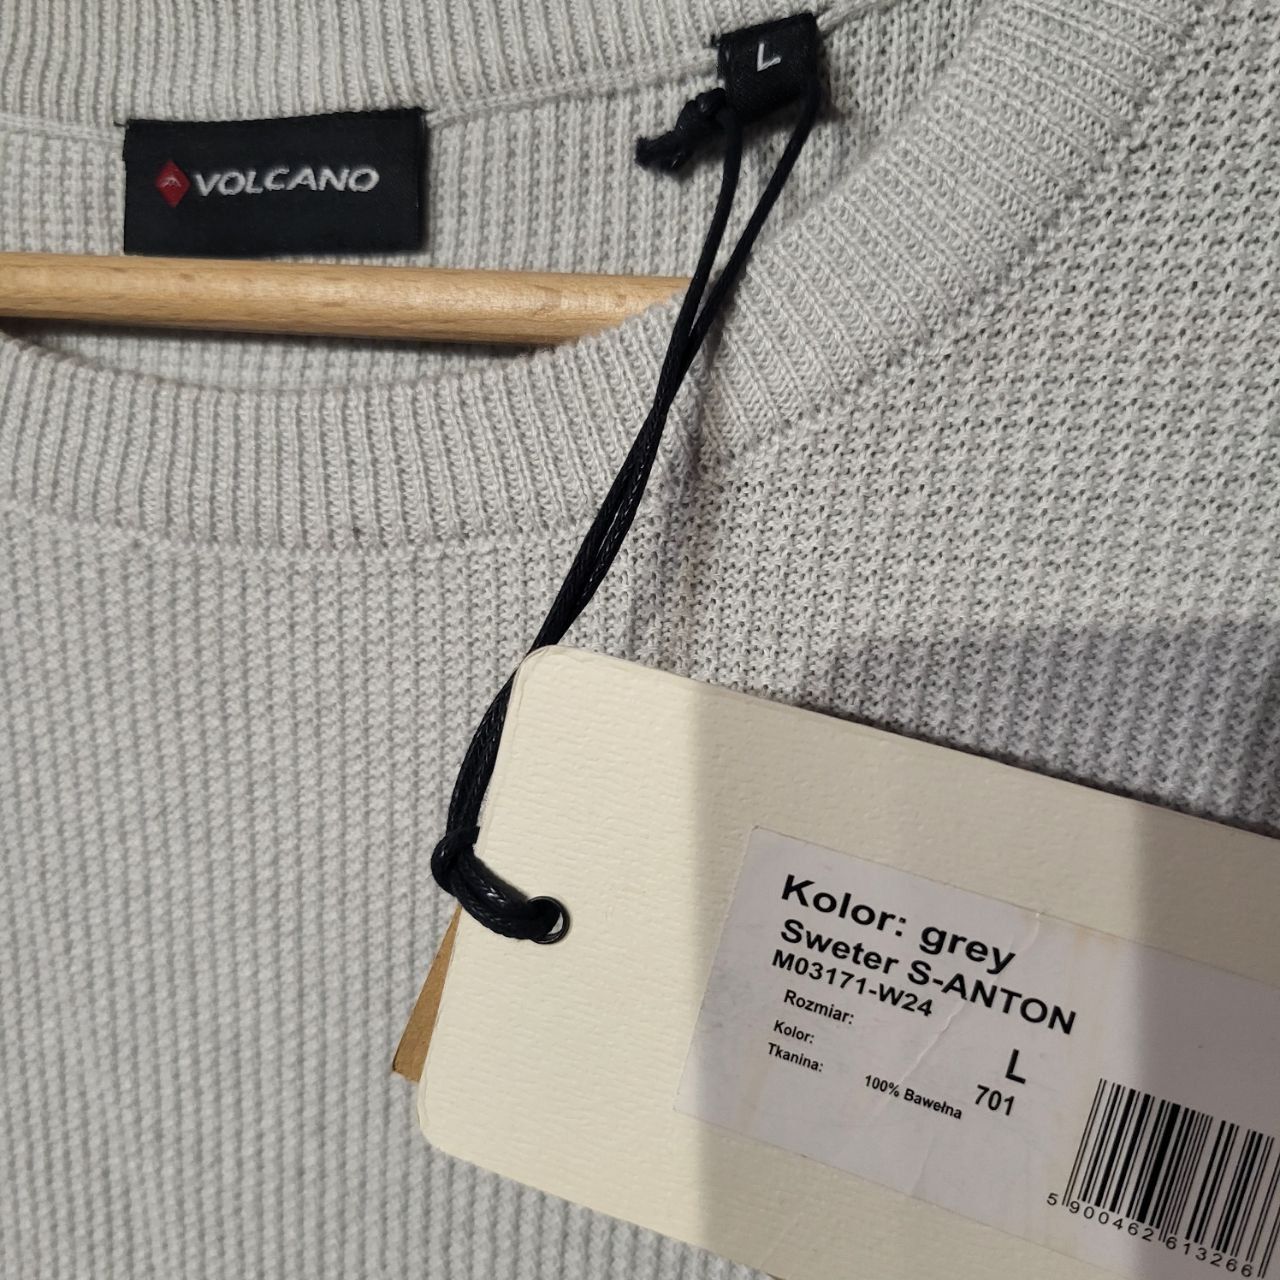 L
VOLCANO
Kolor: grey
Sweter S-ANTON
M03171-W24
Rozmiar: L
Kolor: 701
Tkanina: 100% Bawełna
5 900462 613266